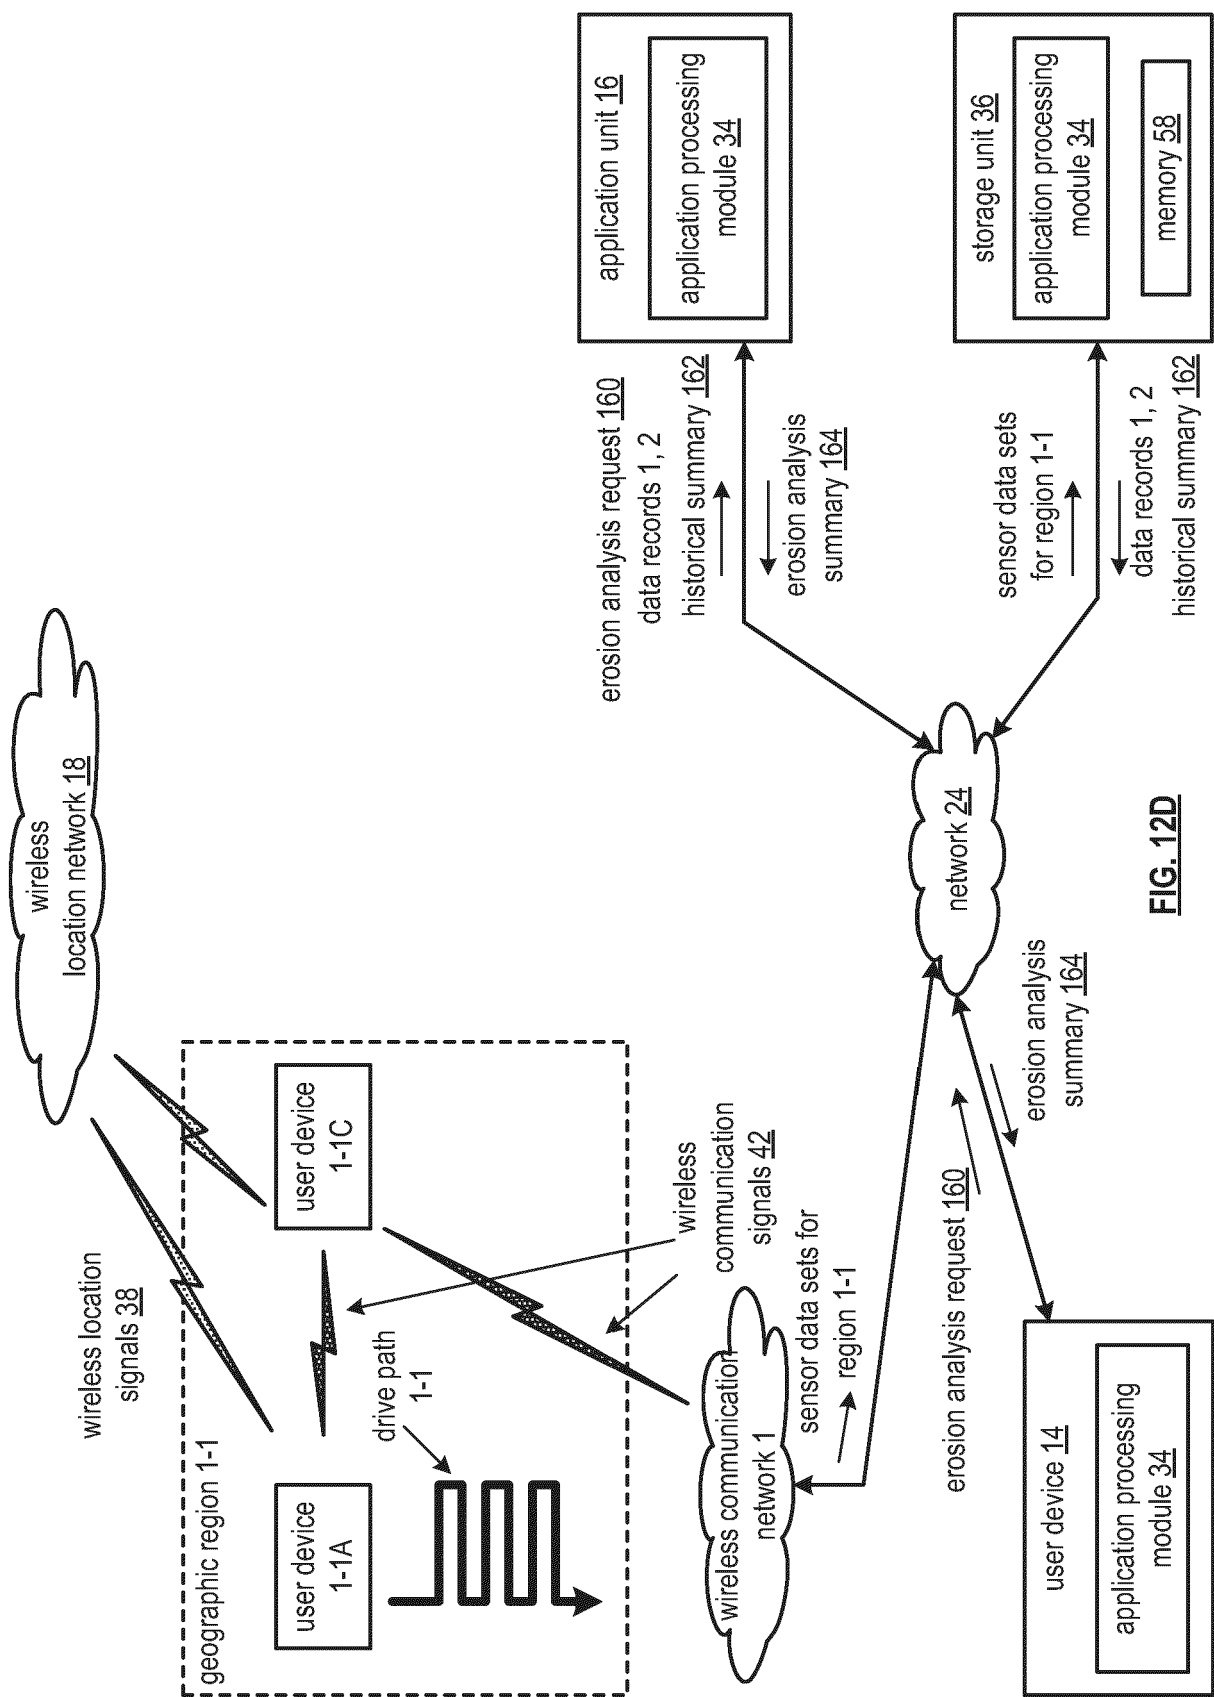 wireless
location network 18
wireless location
signals 38
geographic region 1-1
user device
1-1A
user device
1-1C
drive path
1-1
wireless
communication
signals 42
wireless communication
network 1
sensor data sets for
region 1-1
network 24
erosion analysis request 160
data records 1, 2
historical summary 162
erosion analysis
summary 164
application unit 16
application processing
module 34
sensor data sets
for region 1-1
data records 1, 2
historical summary 162
storage unit 36
application processing
module 34
memory 58
erosion analysis request 160
erosion analysis
summary 164
user device 14
application processing
module 34
FIG. 12D